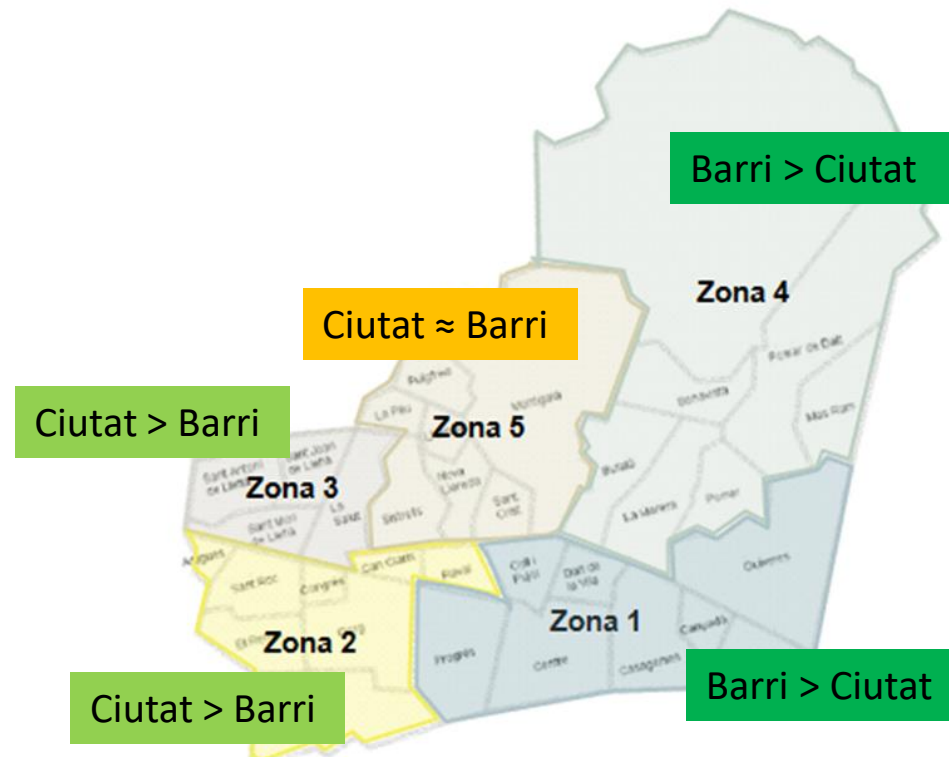 Barri > Ciutat
Zona 4
Ciutat ≈ Barri
Puigfred
Pomar de Dalt
Montigalà
Bonavista
La Pau
Mas Ram
Ciutat > Barri
Zona 5
Sant Antoni
de Llefià
Sant Joan
de Llefià
Zona 3
Nova
Lloreda
Bufalà
La Salut
Sant
Crist
La Morera
Pomar
Sistrells
Sant Mori
de Llefià
Artigues
Can Claris
Raval
Coll i
Pujol
Dalt de
la Vila
Canyadó
Sant Roc
Congrés
Zona 2
Zona 1
Gorg
Progrés
Centre
Casagemes
Barri > Ciutat
Ciutat > Barri